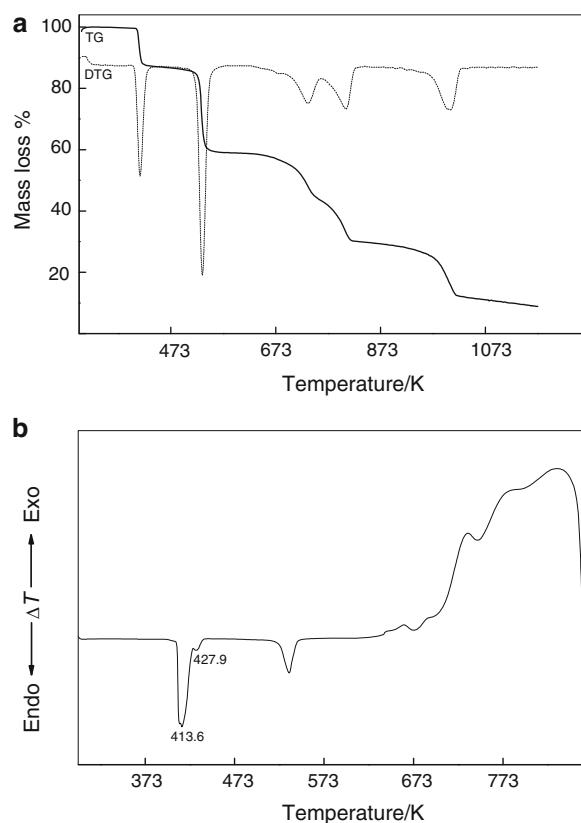 a
100
TG
DTG
80
60
40
20
Mass loss %
473 673 873 1073
Temperature/K
b
Endo ΔT Exo
427.9
413.6
373 473 573 673 773
Temperature/K